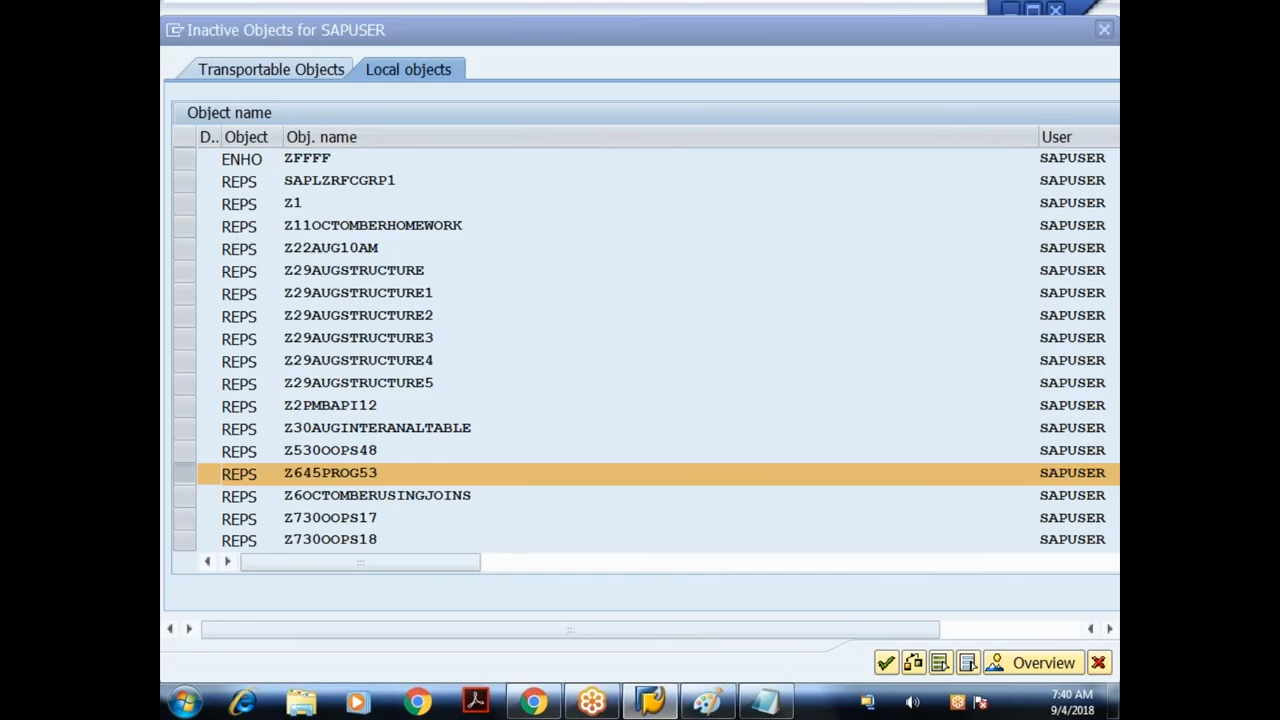 Inactive Objects for SAPUSER
Transportable Objects Local objects
Object name
D.. Object Obj. name User
ENHO ZFFFF SAPUSER
REPS SAPLZRFCGRP1 SAPUSER
REPS Z1 SAPUSER
REPS Z11OCTOMBERHOMEWORK SAPUSER
REPS Z22AUG10AM SAPUSER
REPS Z29AUGSTRUCTURE SAPUSER
REPS Z29AUGSTRUCTURE1 SAPUSER
REPS Z29AUGSTRUCTURE2 SAPUSER
REPS Z29AUGSTRUCTURE3 SAPUSER
REPS Z29AUGSTRUCTURE4 SAPUSER
REPS Z29AUGSTRUCTURE5 SAPUSER
REPS Z2PMBAPI12 SAPUSER
REPS Z30AUGINTERANALTABLE SAPUSER
REPS Z530OOPS48 SAPUSER
REPS Z645PROG53 SAPUSER
REPS Z6OCTOMBERUSINGJOINS SAPUSER
REPS Z730OOPS17 SAPUSER
REPS Z730OOPS18 SAPUSER
Overview
7:40 AM
9/4/2018